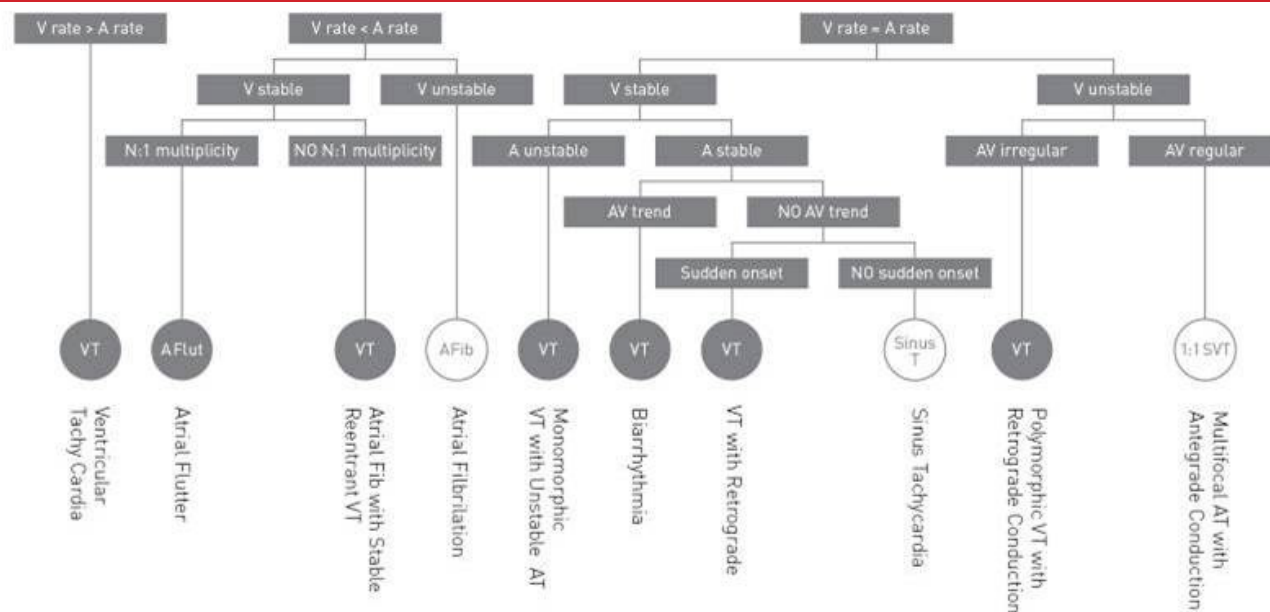 V rate > A rate
V rate < A rate
V rate = A rate
V stable
V unstable
V stable
V unstable
N:1 multiplicity
NO N:1 multiplicity
A unstable
A stable
AV irregular
AV regular
AV trend
NO AV trend
Sudden onset
NO sudden onset
VT
AFlut
VT
AFib
VT
VT
VT
Sinus
T
VT
1:1 SVT
Ventricular
Tachy Cardia
Atrial Flutter
Atrial Fib with Stable
Reentrant VT
Atrial Filbrilation
Monomorphic
VT with Unstable AT
Biarrhythmia
VT with Retrograde
Sinus Tachycardia
Polymorphic VT with
Retrograde Conduction
Multifocal AT with
Antegrade Conduction